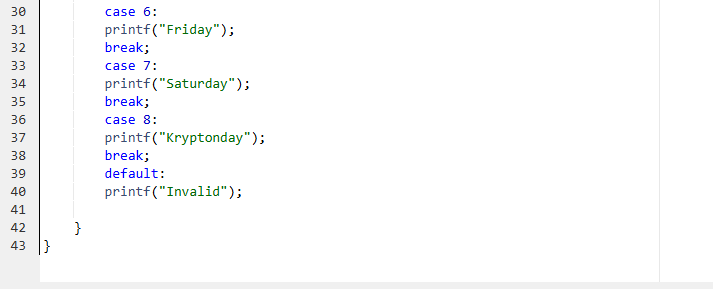 30 case 6:
31 printf("Friday");
32 break;
33 case 7:
34 printf("Saturday");
35 break;
36 case 8:
37 printf("Kryptonday");
38 break;
39 default:
40 printf("Invalid");
41
42 }
43 }